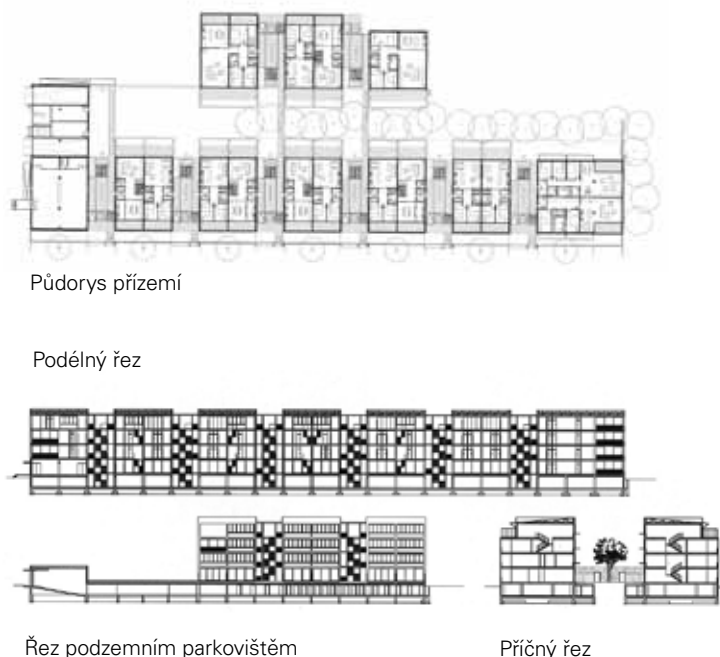 Půdorys přízemí
Podélný řez
Řez podzemním parkovištěm
Příčný řez